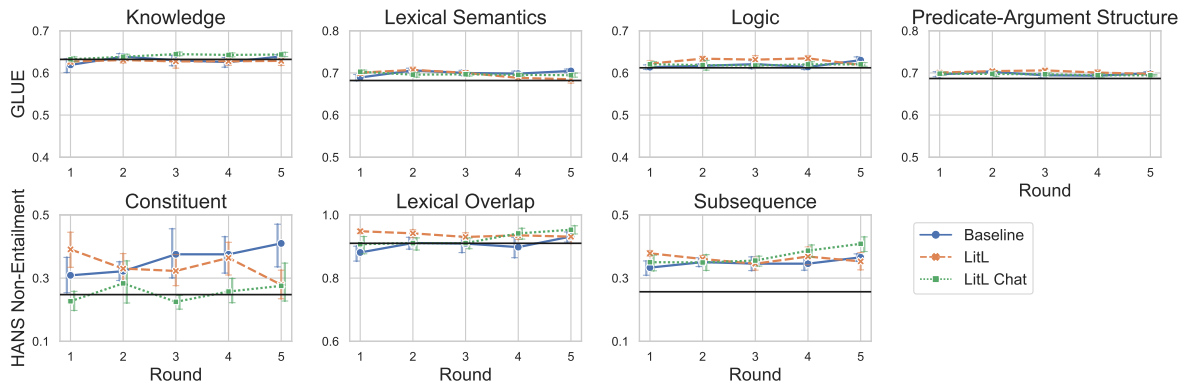 Knowledge
Lexical Semantics
Logic
Predicate-Argument Structure
GLUE
0.7
0.6
0.5
0.4
1 2 3 4 5
0.8
0.7
0.6
0.5
1 2 3 4 5
0.7
0.6
0.5
0.4
1 2 3 4 5
0.8
0.7
0.6
0.5
1 2 3 4 5
Round
Constituent
Lexical Overlap
Subsequence
HANS Non-Entailment
0.5
0.3
0.1
1 2 3 4 5
Round
1.0
0.8
0.6
1 2 3 4 5
Round
0.5
0.3
0.1
1 2 3 4 5
Round
Baseline
LitL
LitL Chat